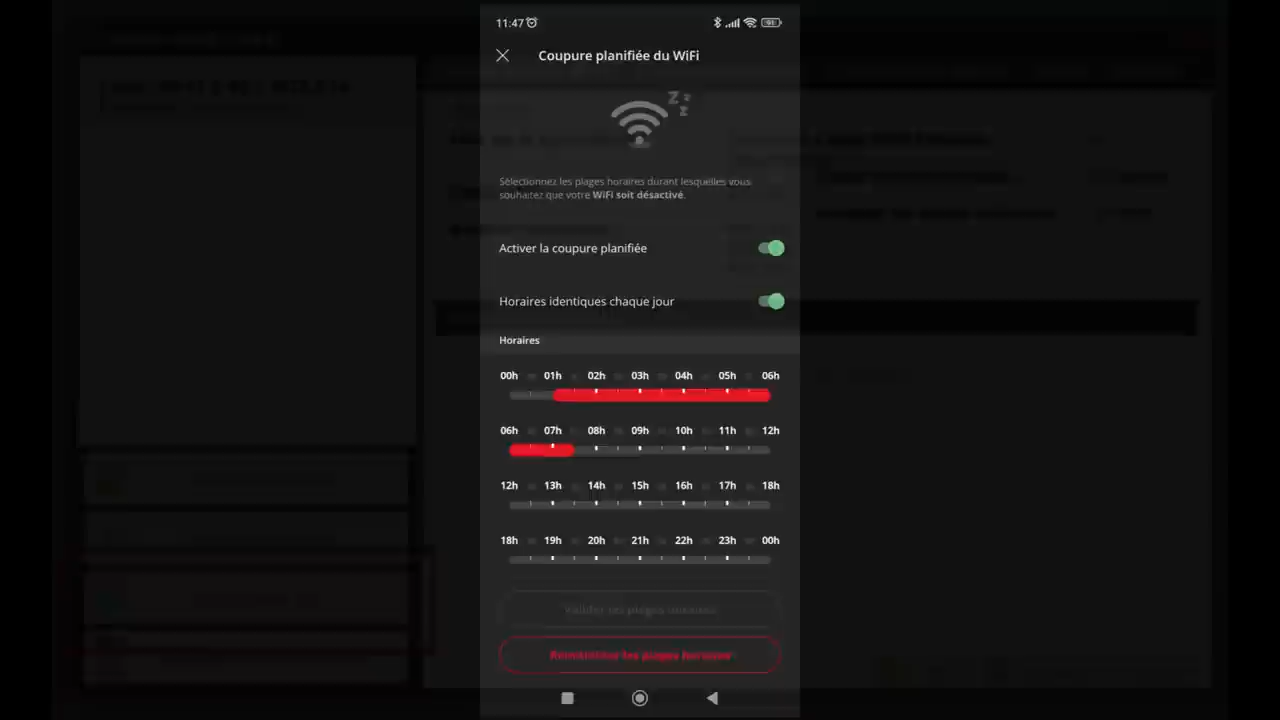 11:47
91
Coupure planifiée du WiFi
Sélectionnez les plages horaires durant lesquelles vous
souhaitez que votre WiFi soit désactivé.
Activer la coupure planifiée
Horaires identiques chaque jour
Horaires
00h 01h 02h 03h 04h 05h 06h
06h 07h 08h 09h 10h 11h 12h
12h 13h 14h 15h 16h 17h 18h
18h 19h 20h 21h 22h 23h 00h
Valider les plages horaires
Réinitialiser les plages horaires